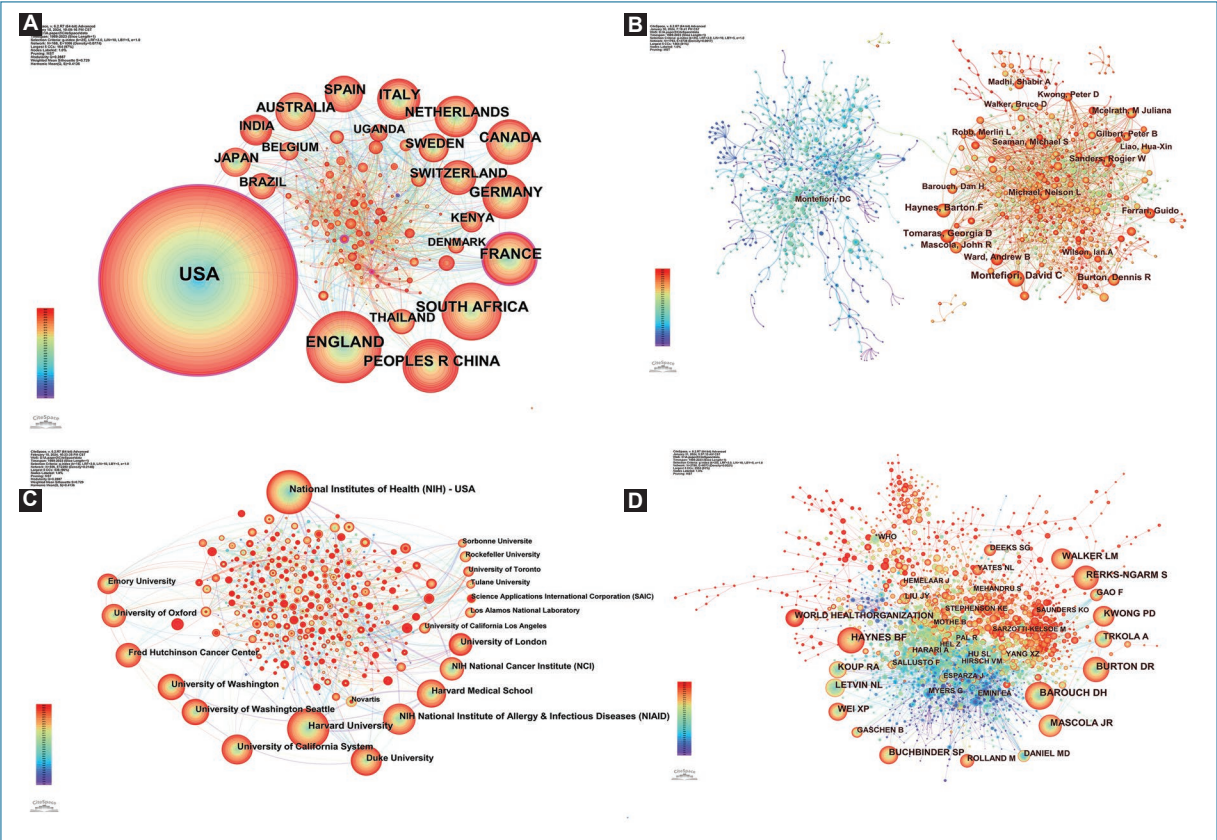 A
SPAIN
ITALY
AUSTRALIA
NETHERLANDS
INDIA
UGANDA
CANADA
BELGIUM
SWEDEN
JAPAN
SWITZERLAND
BRAZIL
GERMANY
KENYA
DENMARK
FRANCE
USA
SOUTH AFRICA
THAILAND
ENGLAND
PEOPLES R CHINA
CiteSpace
B
Madhi, Shabir A
Kwong, Peter D
Walker, Bruce D
Mcelrath, M Juliana
Robb, Merlin L
Gilbert, Peter B
Seaman, Michael S
Liao, Hua-Xin
Sanders, Rogier W
Barouch, Dan H
Michael, Nelson L
Montefiori, DC
Haynes, Barton F
Ferrari, Guido
Tomaras, Georgia D
Mascola, John R
Wilson, Ian A
Ward, Andrew B
Montefiori, David C
Burton, Dennis R
CiteSpace
C
National Institutes of Health (NIH) - USA
Sorbonne Universite
Rockefeller University
University of Toronto
Emory University
Tulane University
Science Applications International Corporation (SAIC)
University of Oxford
Los Alamos National Laboratory
University of California Los Angeles
University of London
Fred Hutchinson Cancer Center
NIH National Cancer Institute (NCI)
University of Washington
Harvard Medical School
Novartis
University of Washington Seattle
NIH National Institute of Allergy & Infectious Diseases (NIAID)
Harvard University
University of California System
Duke University
CiteSpace
D
*WHO
DEEKS SG
WALKER LM
YATES NL
RERKS-NGARM S
HEMELAAR J
MEHANDRU S
GAO F
LIU JY
STEPHENSON KE
SAUNDERS KO
WORLD HEALTHORGANIZATION
KWONG PD
MOTHE B
SARZOTTI-KELSOE M
HAYNES BF
PAL R
TRKOLA A
HEL Z
HARARI A
HU SL
YANG XZ
SALLUSTO F
HIRSCH VM
KOUP RA
BURTON DR
ESPARZA J
LETVIN NL
MYERS G
EMINI EA
BAROUCH DH
WEI XP
MASCOLA JR
GASCHEN B
BUCHBINDER SP
ROLLAND M
DANIEL MD
CiteSpace